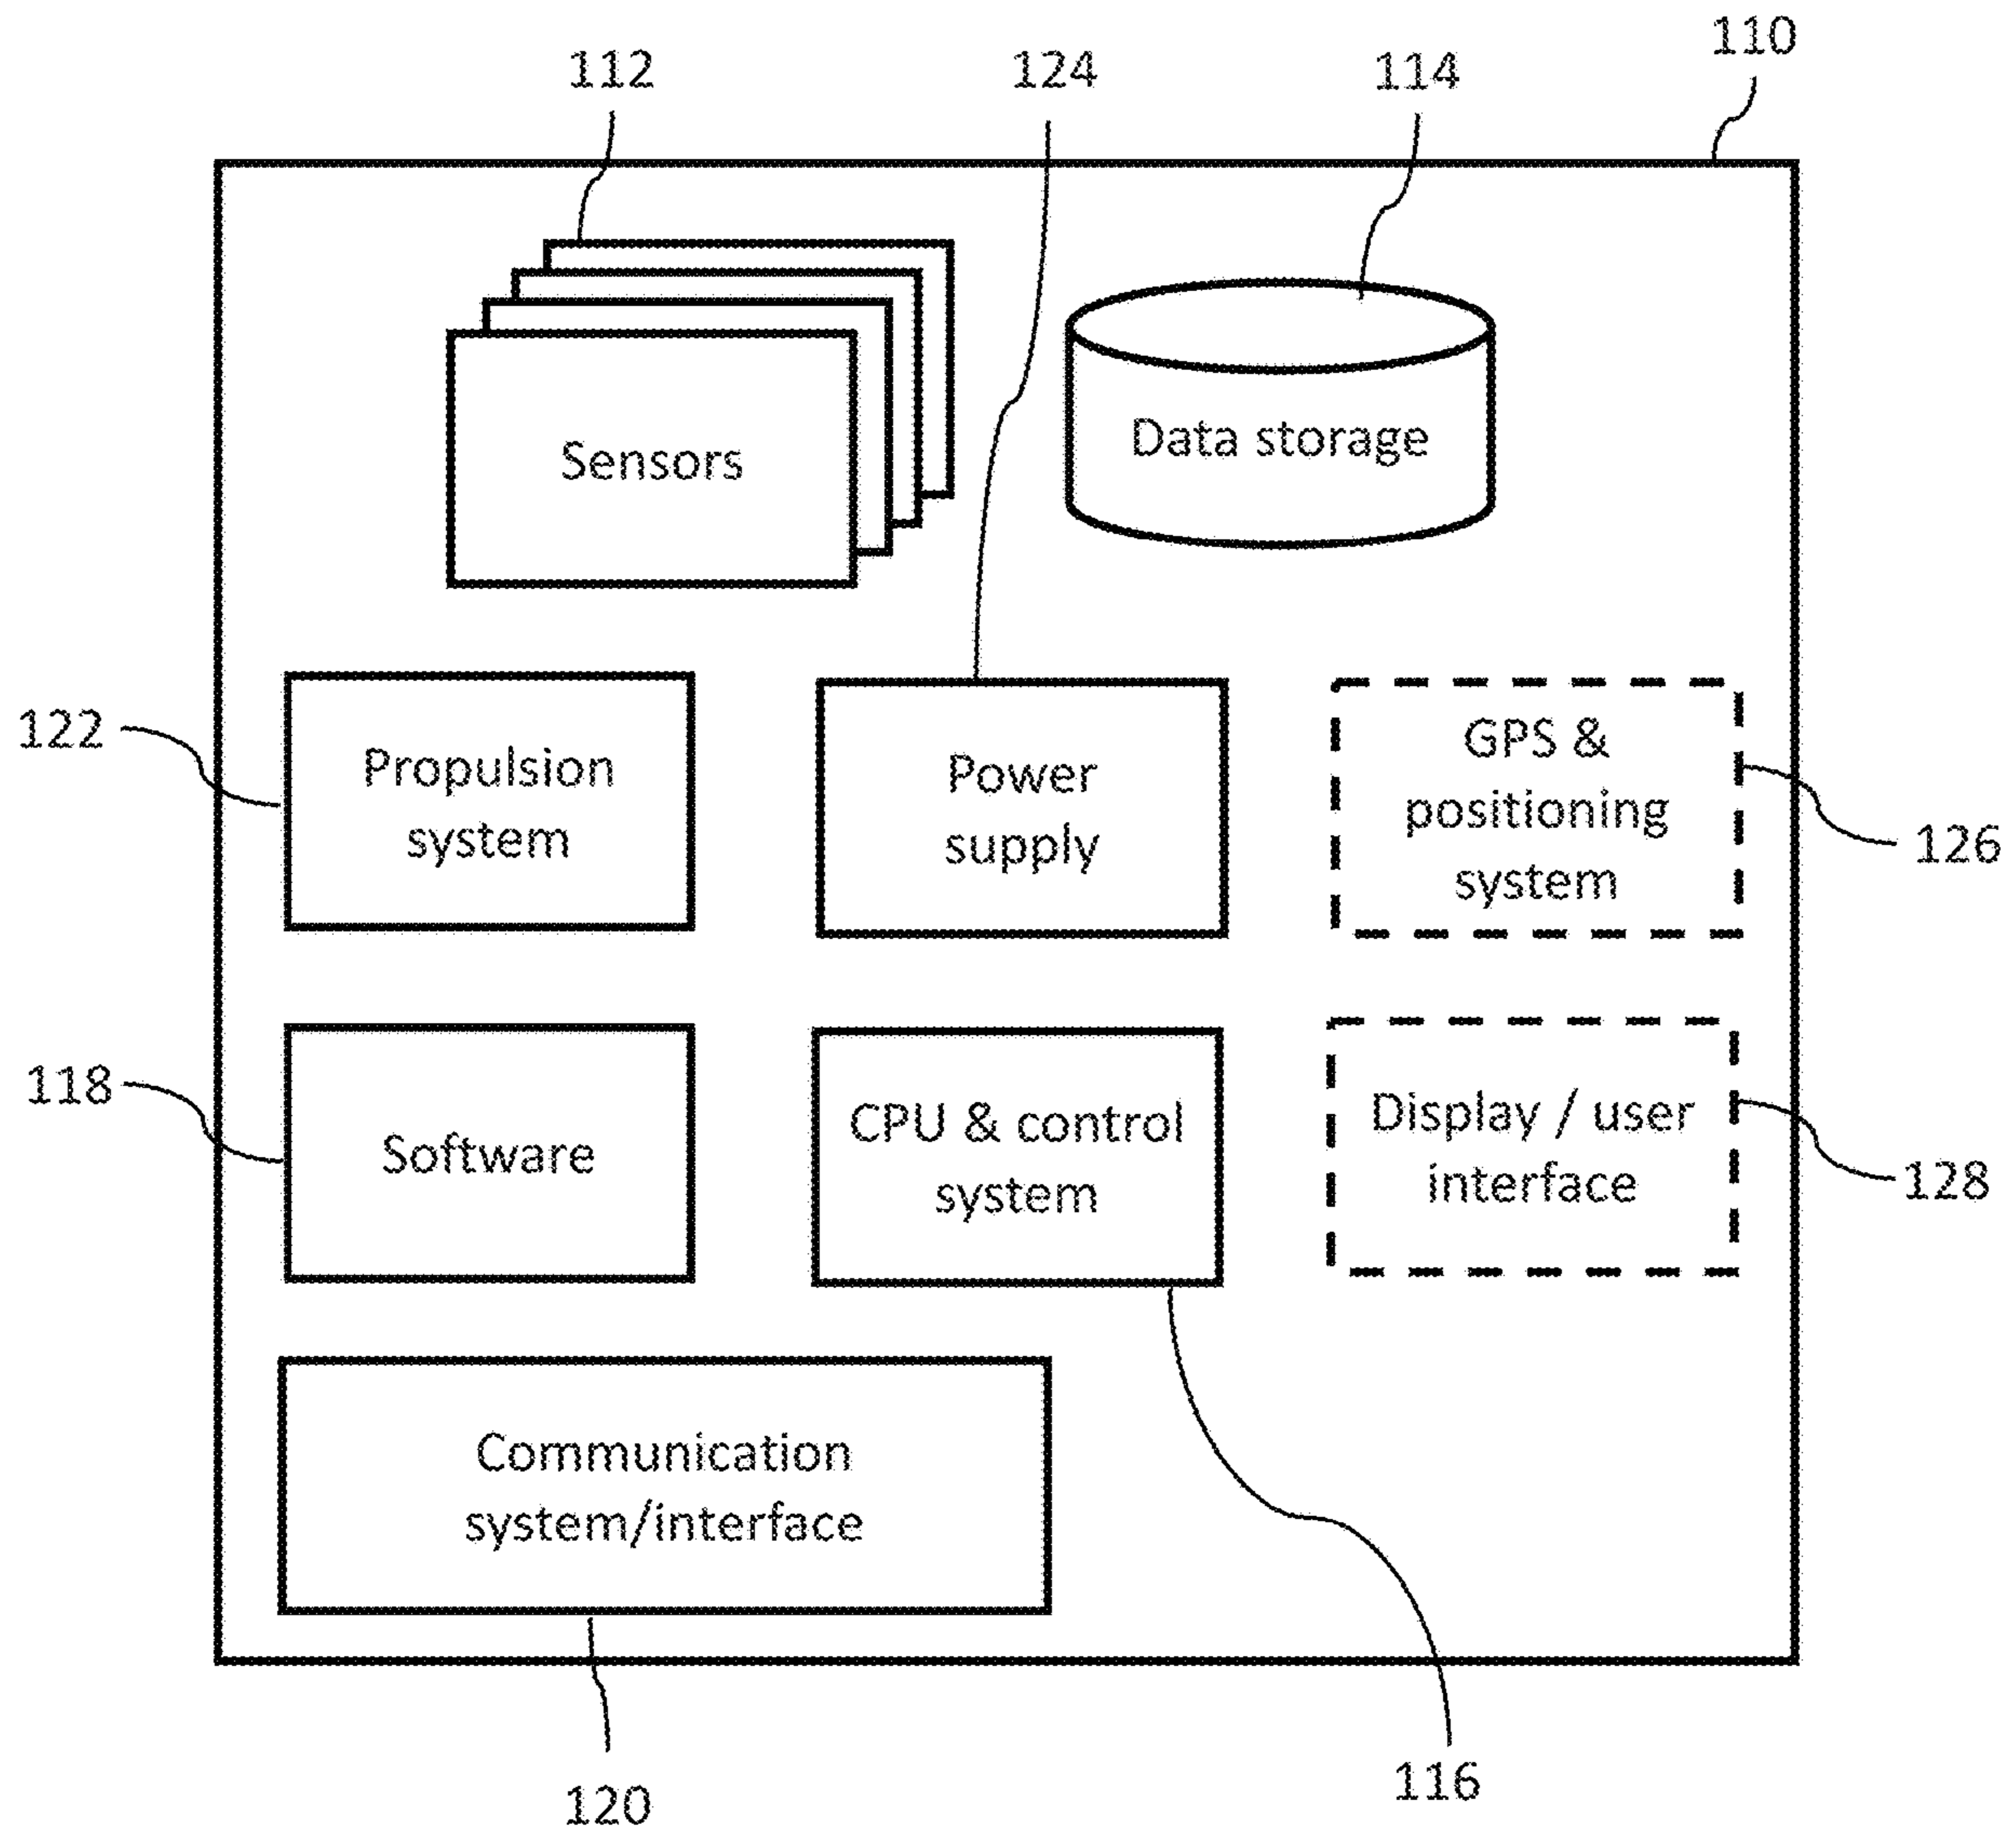 110
112
124
114
Sensors
Data storage
122
Propulsion
system
Power
supply
GPS &
positioning
system
126
118
Software
CPU & control
system
Display / user
interface
128
Communication
system/interface
120
116